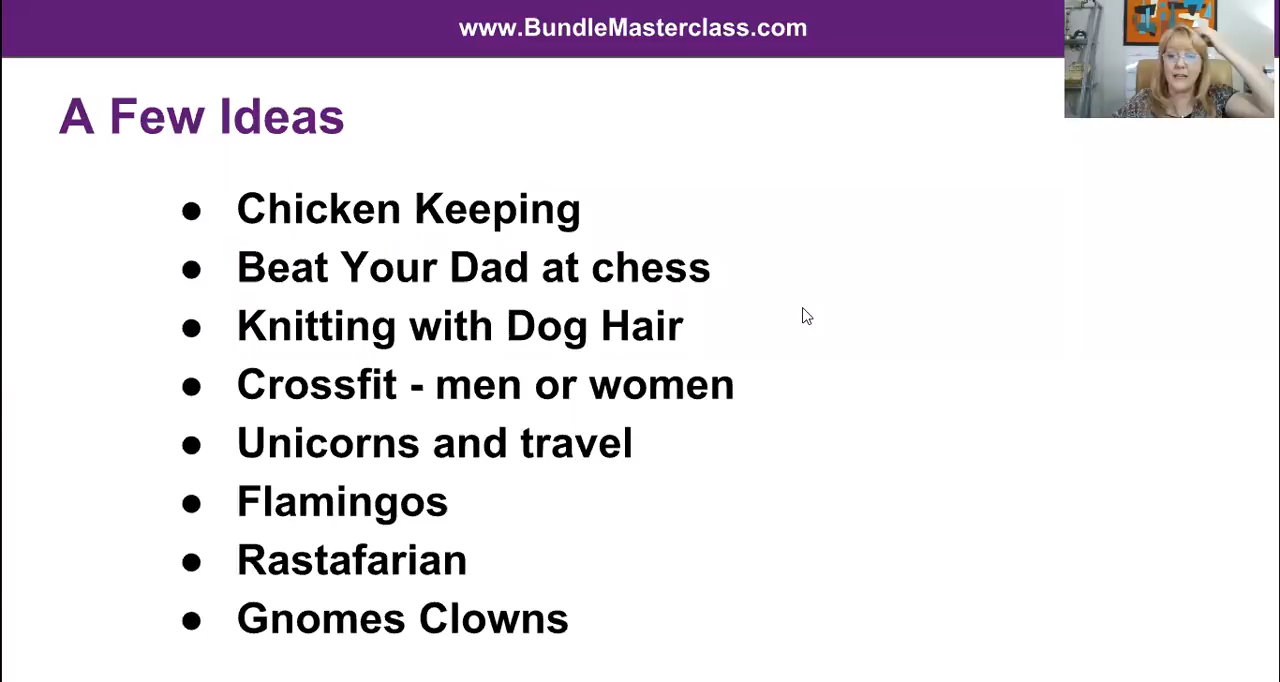 www.BundleMasterclass.com
A Few Ideas
● Chicken Keeping
● Beat Your Dad at chess
● Knitting with Dog Hair
● Crossfit - men or women
● Unicorns and travel
● Flamingos
● Rastafarian
● Gnomes Clowns